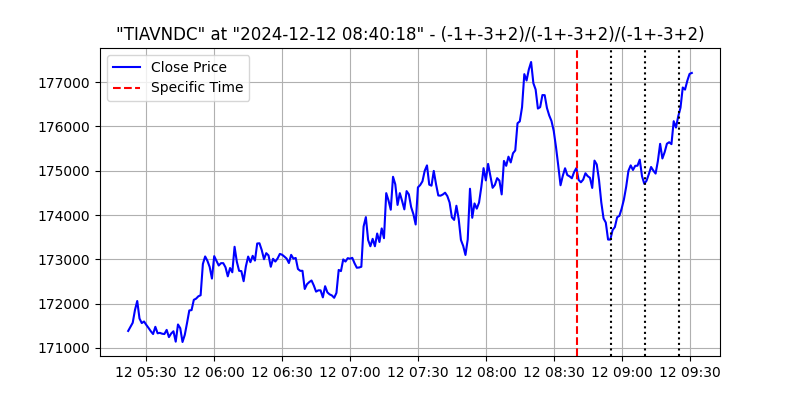 "TIAVNDC" at "2024-12-12 08:40:18" - (-1+-3+2)/(-1+-3+2)/(-1+-3+2)
Close Price
Specific Time
177000
176000
175000
174000
173000
172000
171000
12 05:30 12 06:00 12 06:30 12 07:00 12 07:30 12 08:00 12 08:30 12 09:00 12 09:30